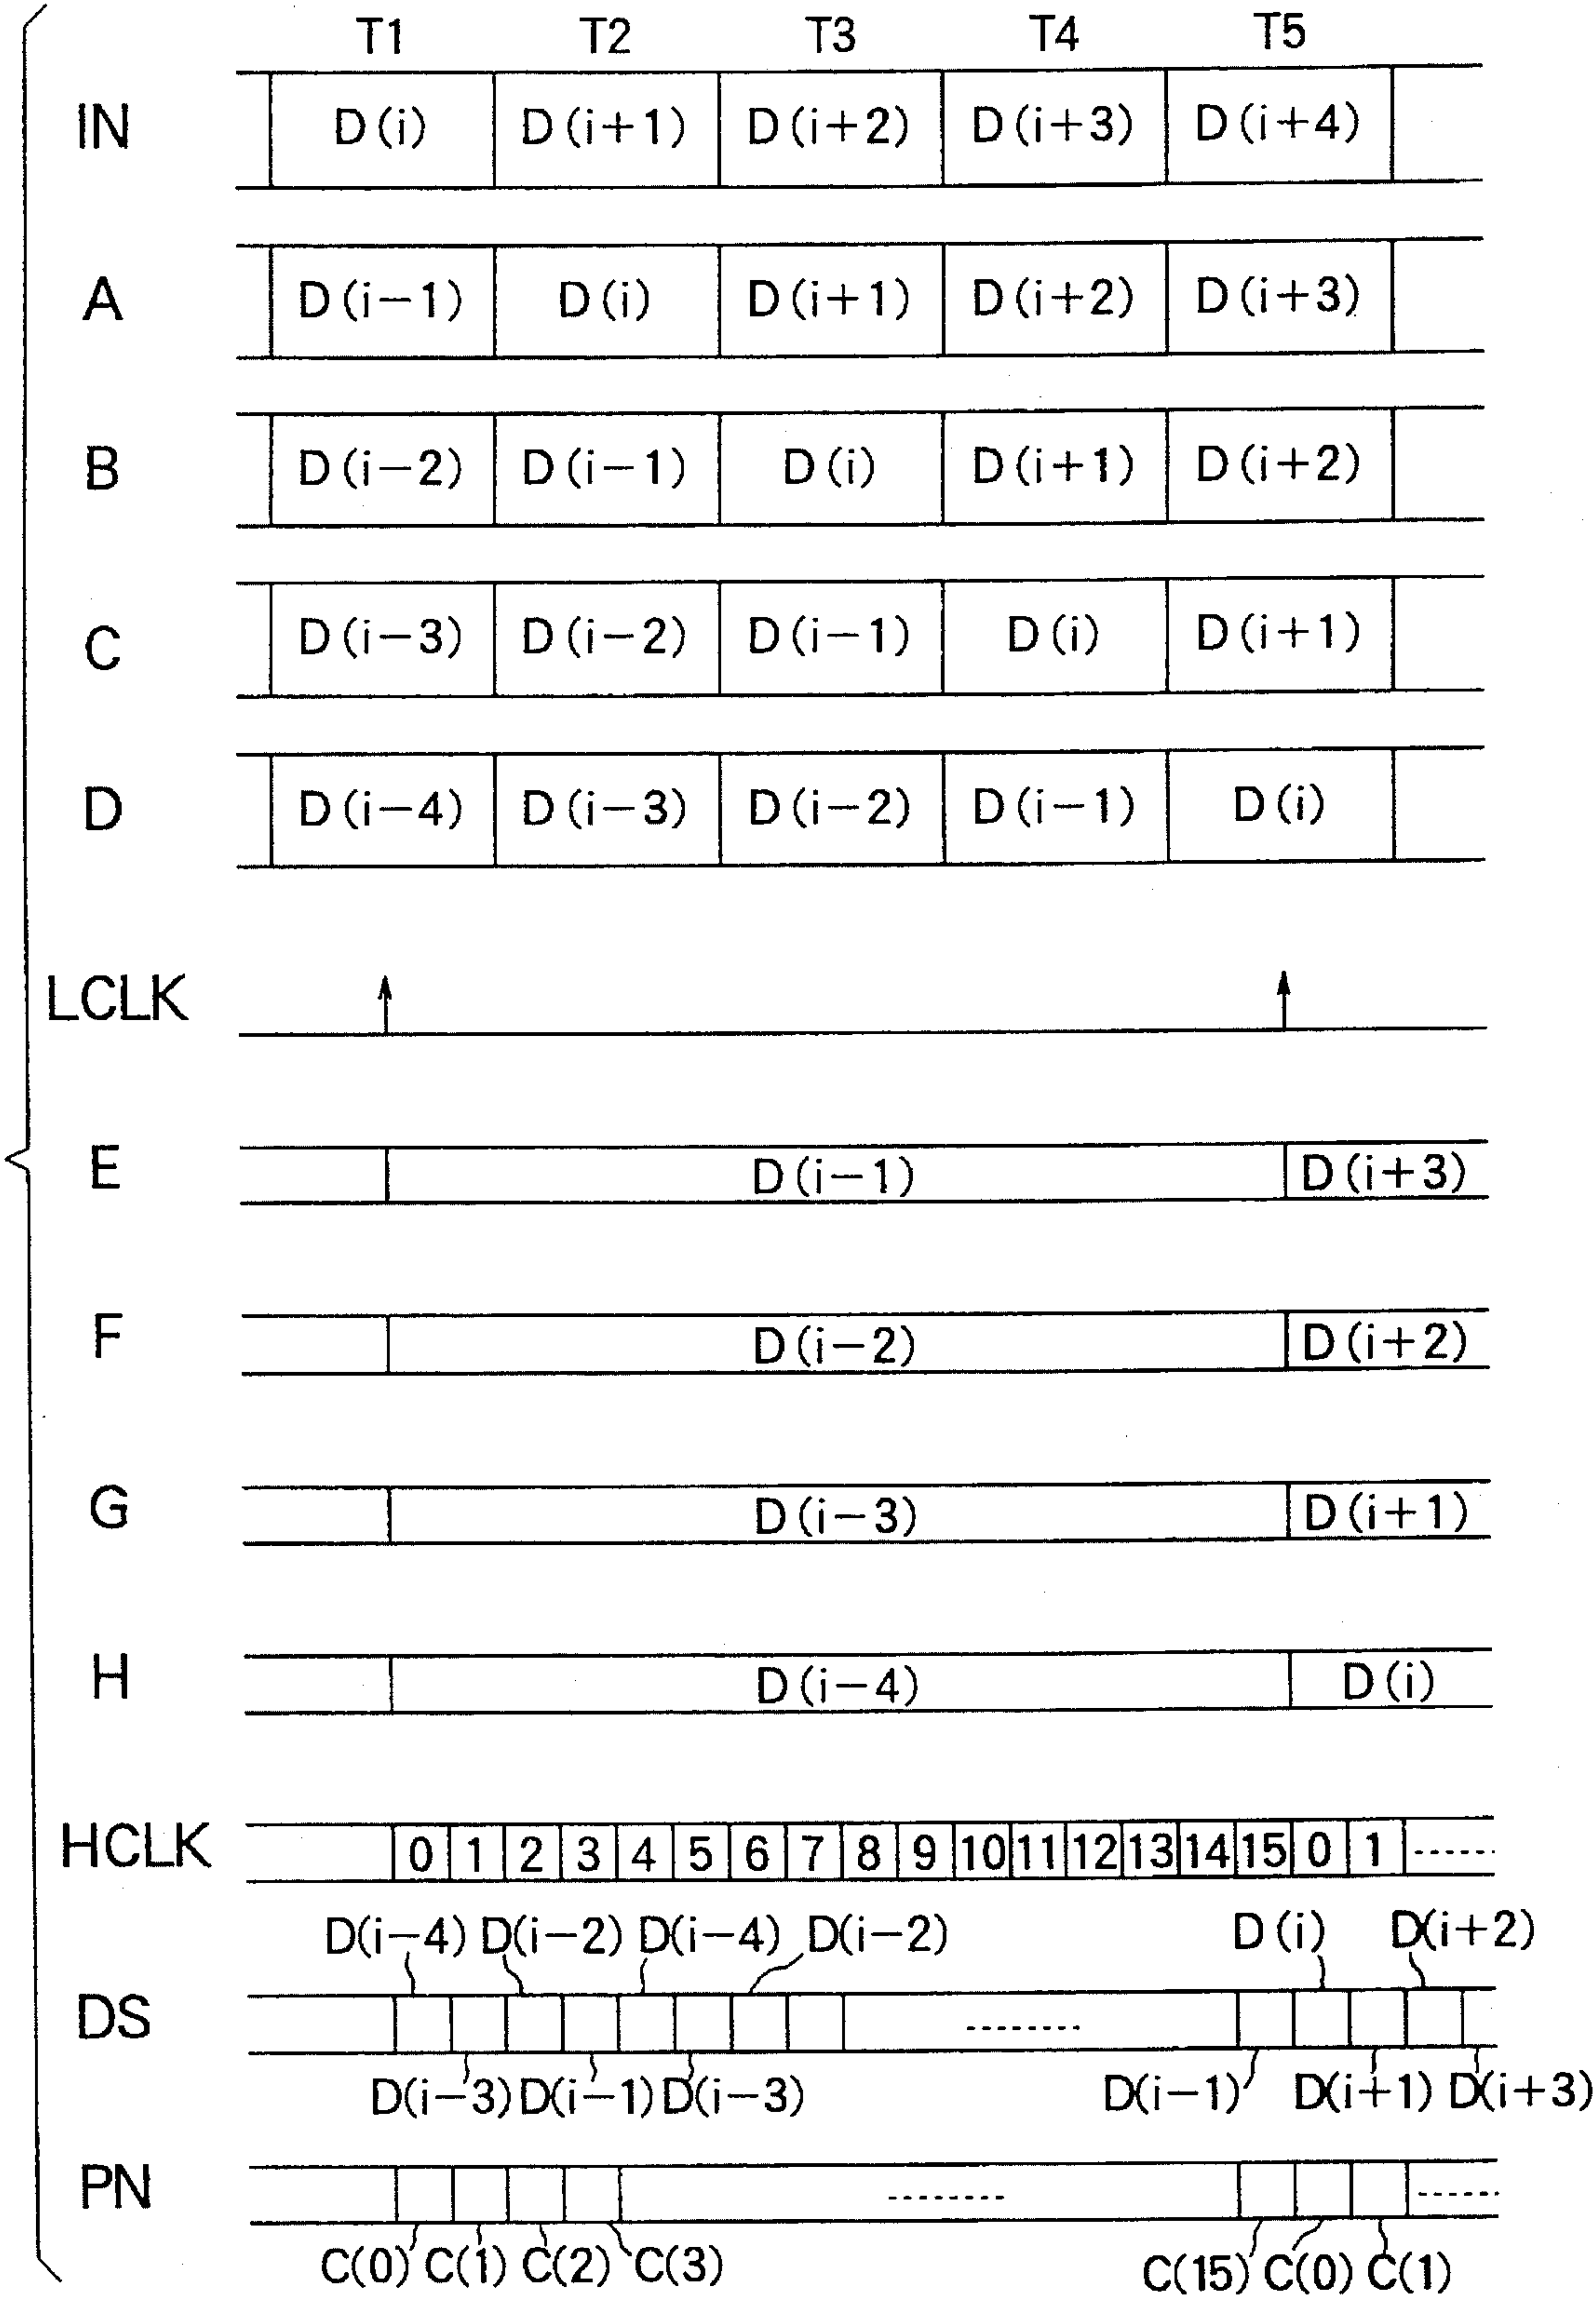 T1 T2 T3 T4 T5
IN D(i) D(i+1) D(i+2) D(i+3) D(i+4)
A D(i−1) D(i) D(i+1) D(i+2) D(i+3)
B D(i−2) D(i−1) D(i) D(i+1) D(i+2)
C D(i−3) D(i−2) D(i−1) D(i) D(i+1)
D D(i−4) D(i−3) D(i−2) D(i−1) D(i)
LCLK
E D(i−1) D(i+3)
F D(i−2) D(i+2)
G D(i−3) D(i+1)
H D(i−4) D(i)
HCLK 0 1 2 3 4 5 6 7 8 9 10 11 12 13 14 15 0 1
D(i−4) D(i−2) D(i−4) D(i−2) D(i) D(i+2)
DS
D(i−3) D(i−1) D(i−3) D(i−1) D(i+1) D(i+3)
PN
C(0) C(1) C(2) C(3) C(15) C(0) C(1)